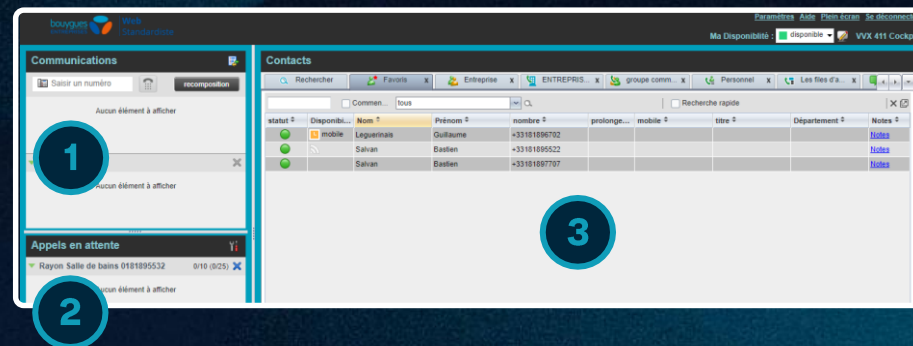 Paramètres Aide Plein écran Se déconnect
bouygues Web
Standardiste
Ma Disponiblité : disponible VVX 411 Cockp
Communications
Saisir un numéro recomposition
Aucun élément à afficher
1
Aucun élément à afficher
Appels en attente
Rayon Salle de bains 0181895532 0/10 (0/25)
Aucun élément à afficher
2
Contacts
Rechercher Favoris x Entreprise x ENTREPRIS... x groupe comm... x Personnel x Les files d'a... x
Commen... tous Recherche rapide
statut Disponibi... Nom Prénom nombre prolonge... mobile titre Département Notes
mobile Leguerinais Guillaume +33181896702 Notes
Salvan Bastien +33181895522 Notes
Salvan Bastien +33181897707 Notes
3